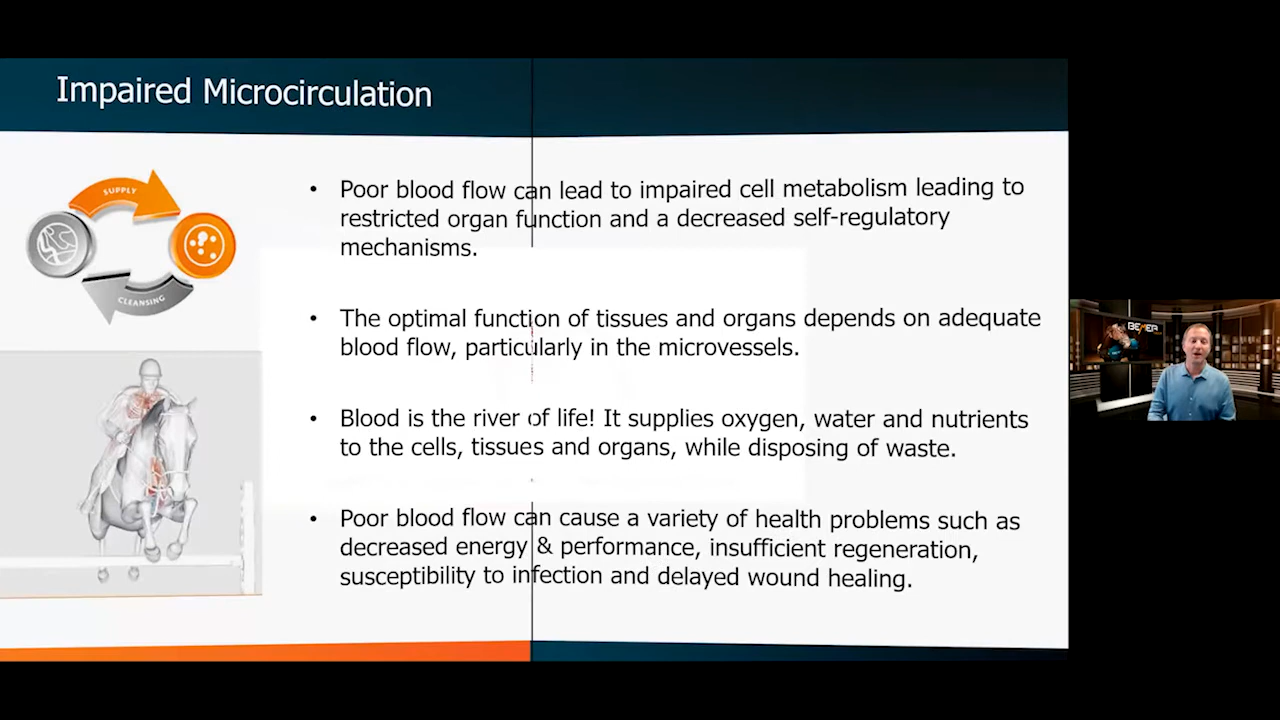 Impaired Microcirculation
SUPPLY
CLEANSING
• Poor blood flow can lead to impaired cell metabolism leading to
restricted organ function and a decreased self-regulatory
mechanisms.
• The optimal function of tissues and organs depends on adequate
blood flow, particularly in the microvessels.
• Blood is the river of life! It supplies oxygen, water and nutrients
to the cells, tissues and organs, while disposing of waste.
• Poor blood flow can cause a variety of health problems such as
decreased energy & performance, insufficient regeneration,
susceptibility to infection and delayed wound healing.
BEMER